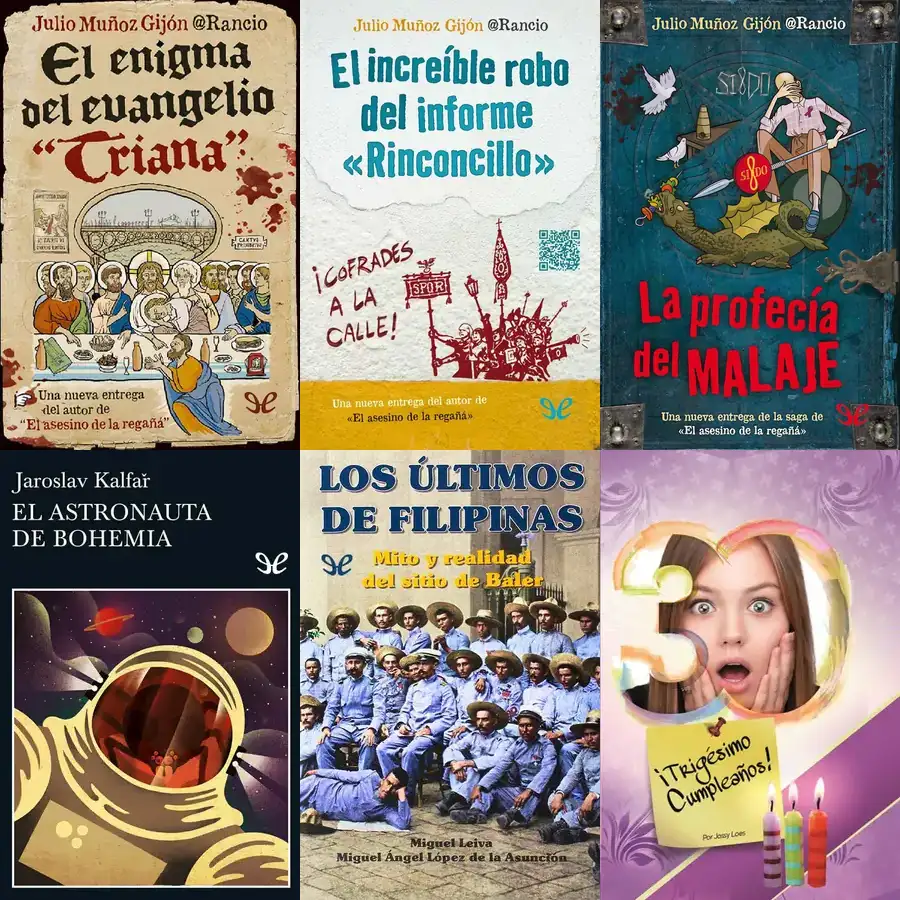 Julio Muñoz Gijón @Rancio
El enigma
del evangelio
“Triana”
Una nueva entrega
del autor de
“El asesino de la regañá”
Julio Muñoz Gijón @Rancio
El increíble robo
del informe
«Rinconcillo»
¡COFRADES
A LA
CALLE!
SPQR
Una nueva entrega del autor de
«El asesino de la regañá»
Julio Muñoz Gijón @Rancio
SI8DO
SI8DO
La profecía
del MALAJE
Una nueva entrega de la saga de
«El asesino de la regañá»
Jaroslav Kalfař
EL ASTRONAUTA
DE BOHEMIA
LOS ÚLTIMOS
DE FILIPINAS
Mito y realidad
del sitio de Baler
Miguel Leiva
Miguel Ángel López de la Asunción
30
¡Trigésimo
Cumpleaños!
Por Jossy Loes